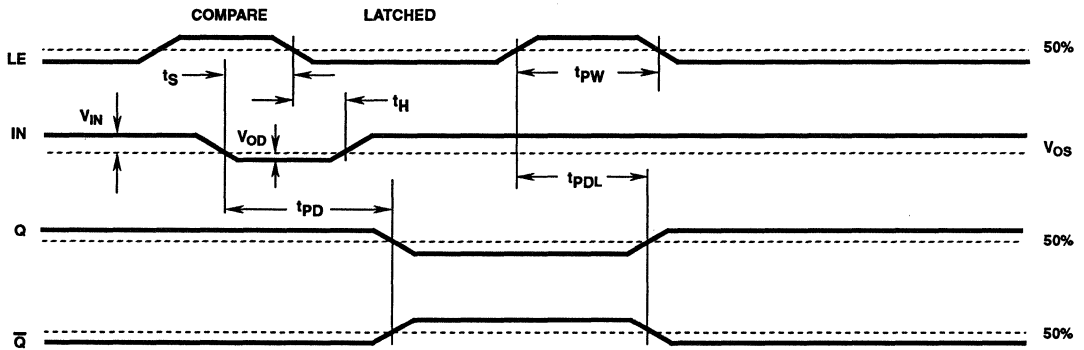 COMPARE LATCHED
LE 50%
tS tPW
tH
VIN
IN VOD VOS
tPDL
tPD
Q 50%
Q̅ 50%